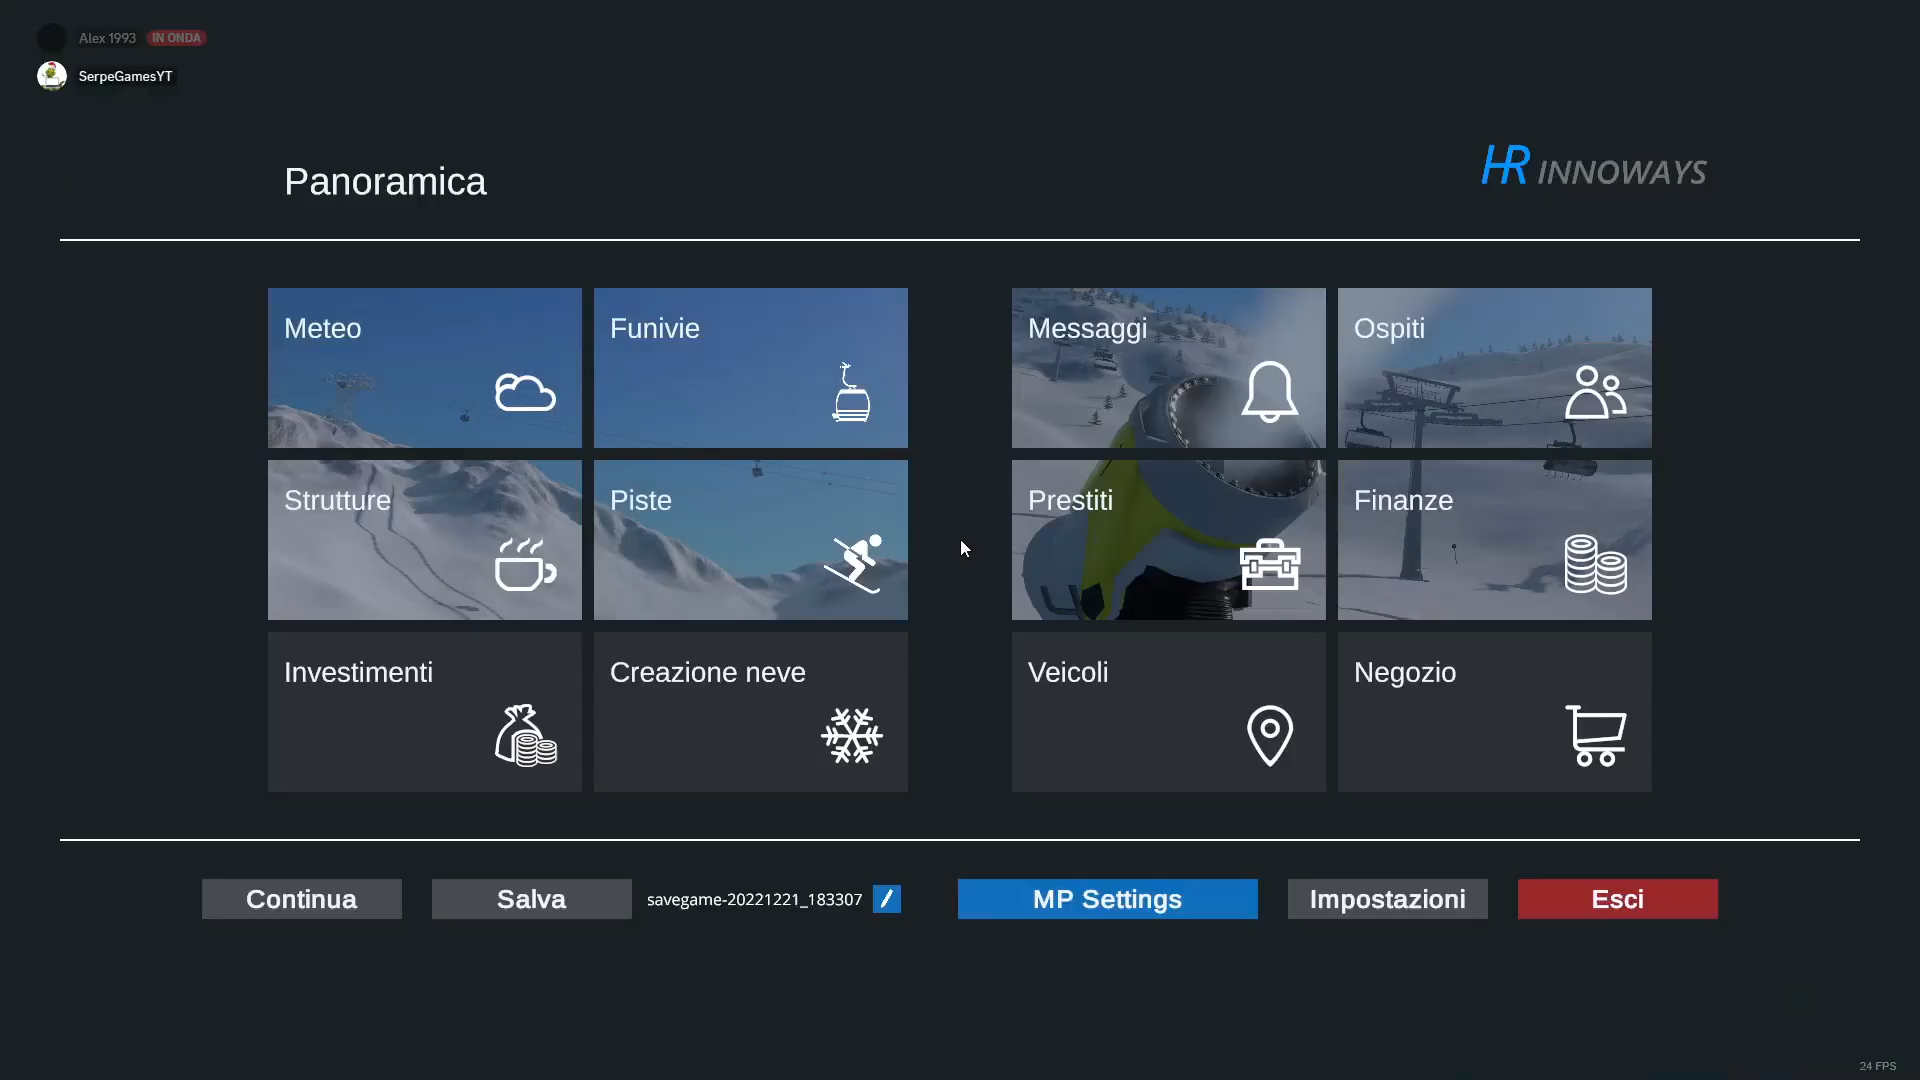 Alex 1993 IN ONDA
SerpeGamesYT
Panoramica
HR INNOWAYS
Meteo
Funivie
Messaggi
Ospiti
Strutture
Piste
Prestiti
Finanze
Investimenti
Creazione neve
Veicoli
Negozio
Continua
Salva
savegame-20221221_183307
MP Settings
Impostazioni
Esci
24 FPS